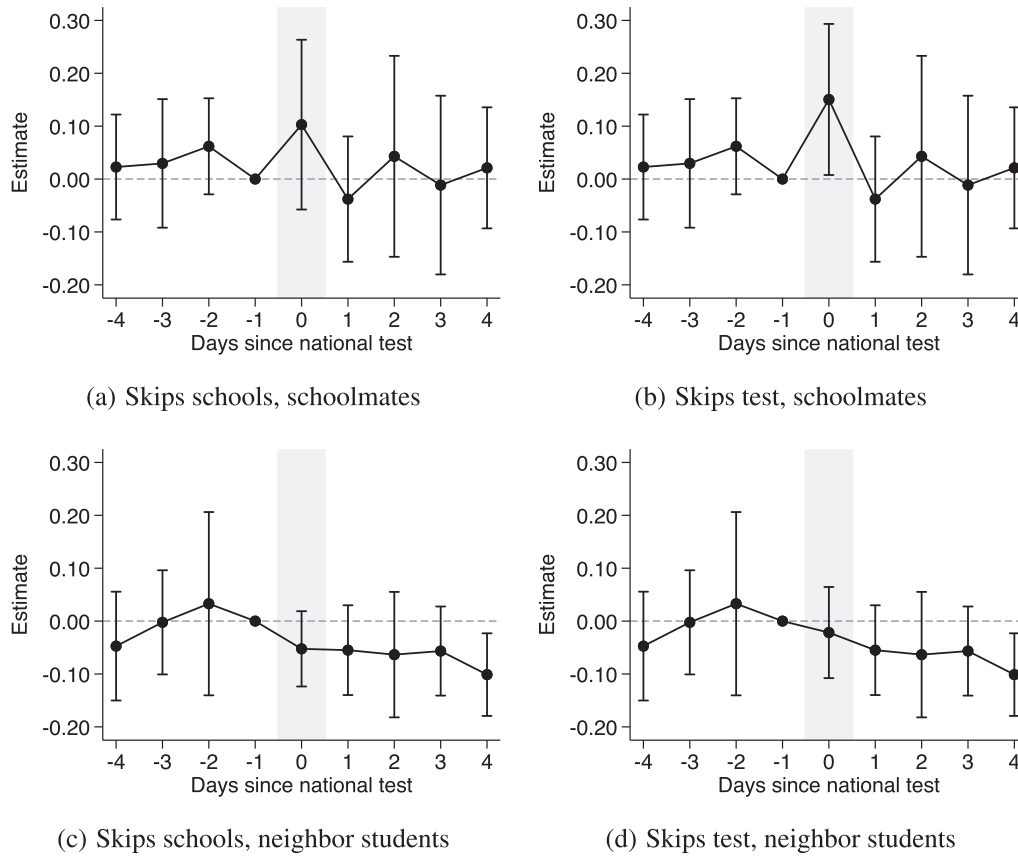 0.30
0.20
0.10
0.00
-0.10
-0.20
Estimate
-4 -3 -2 -1 0 1 2 3 4
Days since national test
(a) Skips schools, schoolmates
0.30
0.20
0.10
0.00
-0.10
-0.20
Estimate
-4 -3 -2 -1 0 1 2 3 4
Days since national test
(b) Skips test, schoolmates
0.30
0.20
0.10
0.00
-0.10
-0.20
Estimate
-4 -3 -2 -1 0 1 2 3 4
Days since national test
(c) Skips schools, neighbor students
0.30
0.20
0.10
0.00
-0.10
-0.20
Estimate
-4 -3 -2 -1 0 1 2 3 4
Days since national test
(d) Skips test, neighbor students